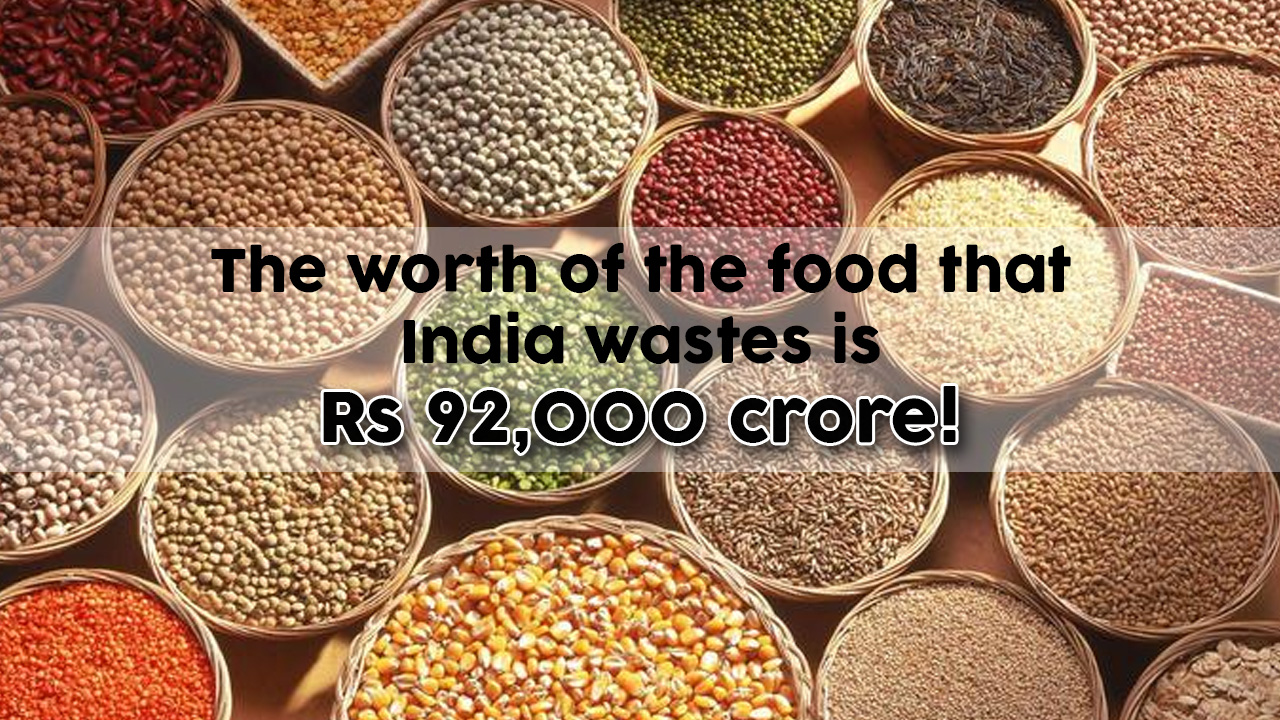 The worth of the food that
India wastes is
Rs 92,000 crore!